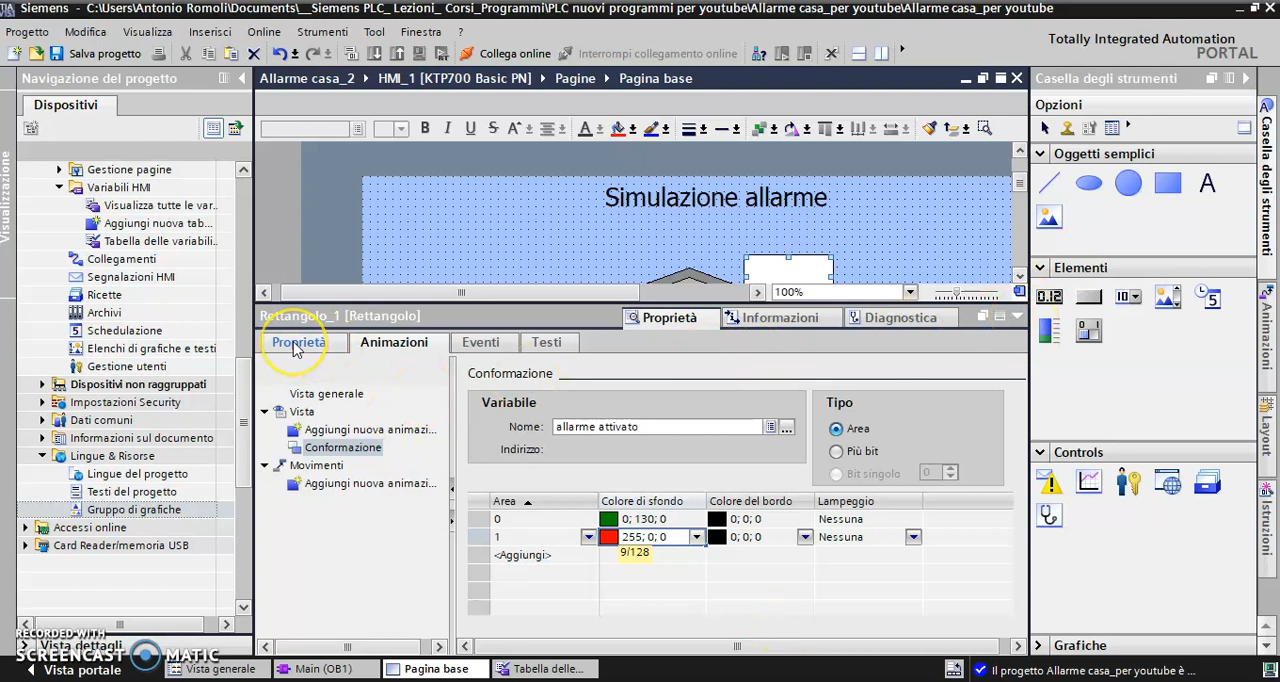 Siemens - C:\Users\Antonio Romoli\Documents\__Siemens PLC_ Lezioni_ Corsi_Programmi\PLC nuovi programmi per youtube\Allarme casa_per youtube\Allarme casa_per youtube
Progetto Modifica Visualizza Inserisci Online Strumenti Tool Finestra ?
Totally Integrated Automation
PORTAL
Salva progetto Collega online Interrompi collegamento online
Navigazione del progetto
Allarme casa_2 HMI_1 [KTP700 Basic PN] Pagine Pagina base
Casella degli strumenti
Dispositivi
Opzioni
Visualizzazione
Oggetti semplici
Gestione pagine
Variabili HMI
Visualizza tutte le var...
Aggiungi nuova tab...
Tabella delle variabili...
Collegamenti
Segnalazioni HMI
Ricette
Archivi
Schedulazione
Elenchi di grafiche e testi
Gestione utenti
Dispositivi non raggruppati
Impostazioni Security
Dati comuni
Informazioni sul documento
Lingue & Risorse
Lingue del progetto
Testi del progetto
Gruppo di grafiche
Accessi online
Card Reader/memoria USB
Vista dettagli
Simulazione allarme
100%
Rettangolo_1 [Rettangolo]
Proprietà Informazioni Diagnostica
Proprietà Animazioni Eventi Testi
Vista generale
Vista
Aggiungi nuova animazi...
Conformazione
Movimenti
Aggiungi nuova animazi...
Conformazione
Variabile
Nome: allarme attivato
Indirizzo:
Tipo
Area
Più bit
Bit singolo 0
Area Colore di sfondo Colore del bordo Lampeggio
0 0; 130; 0 0; 0; 0 Nessuna
1 255; 0; 0 0; 0; 0 Nessuna
<Aggiungi> 9/128
Elementi
Controls
Grafiche
Casella degli strumenti
Animazioni
Layout
Istruzioni
RECORDED WITH
SCREENCAST MATIC
Vista portale Vista generale Main (OB1) Pagina base Tabella delle... Il progetto Allarme casa_per youtube è ...